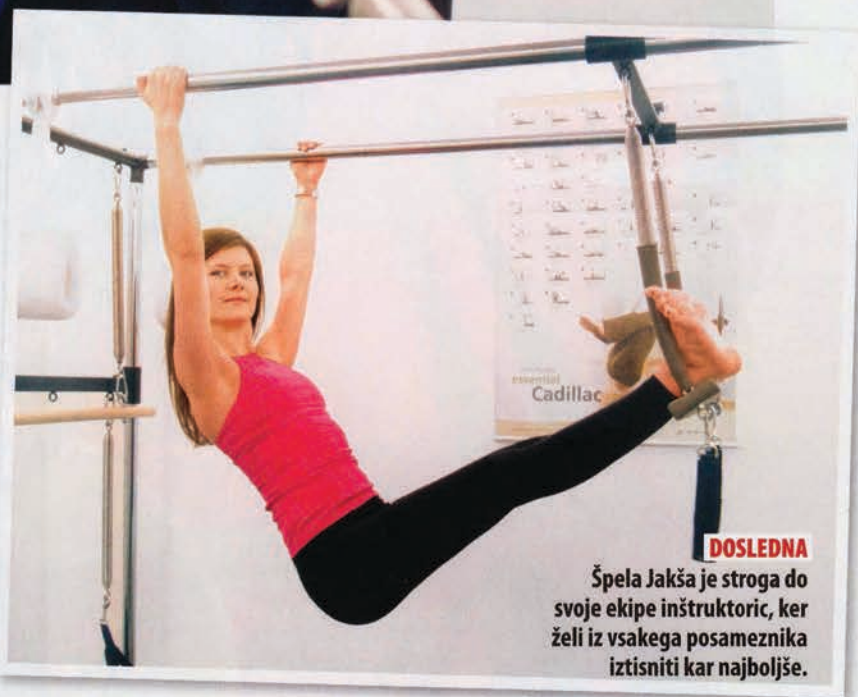 essential
Cadillac
DOSLEDNA
Špela Jakša je stroga do
svoje ekipe inštruktoric, ker
želi iz vsakega posameznika
iztisniti kar najboljše.